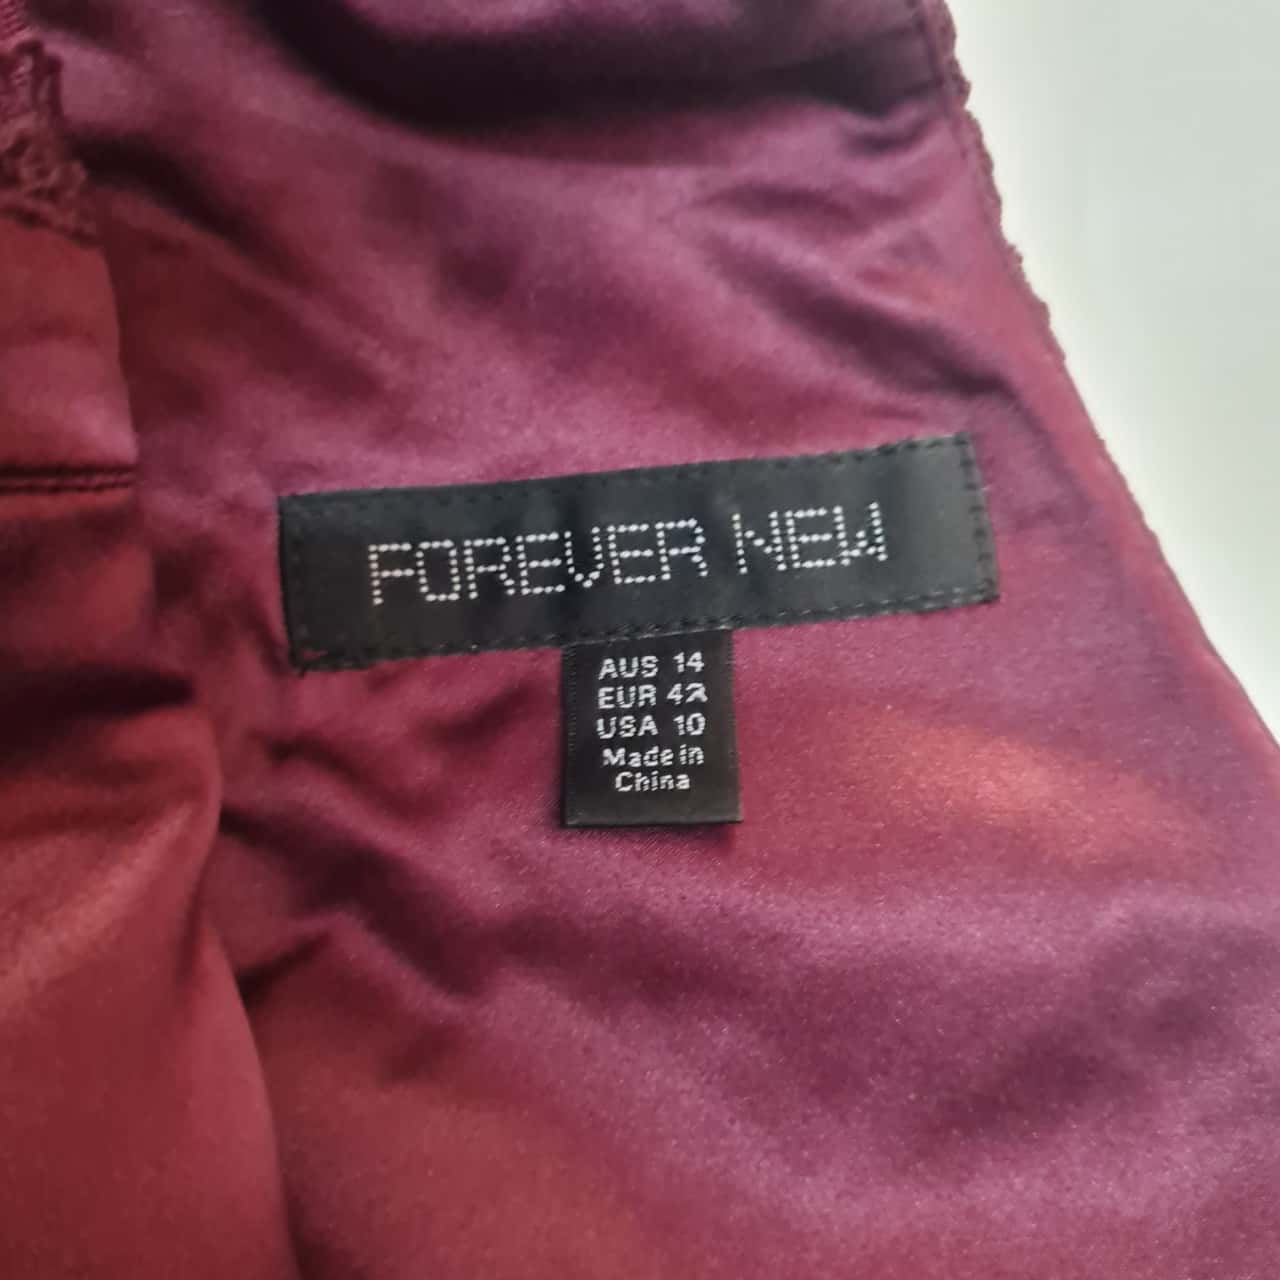 FOREVER NEW
AUS 14
EUR 42
USA 10
Made in
China